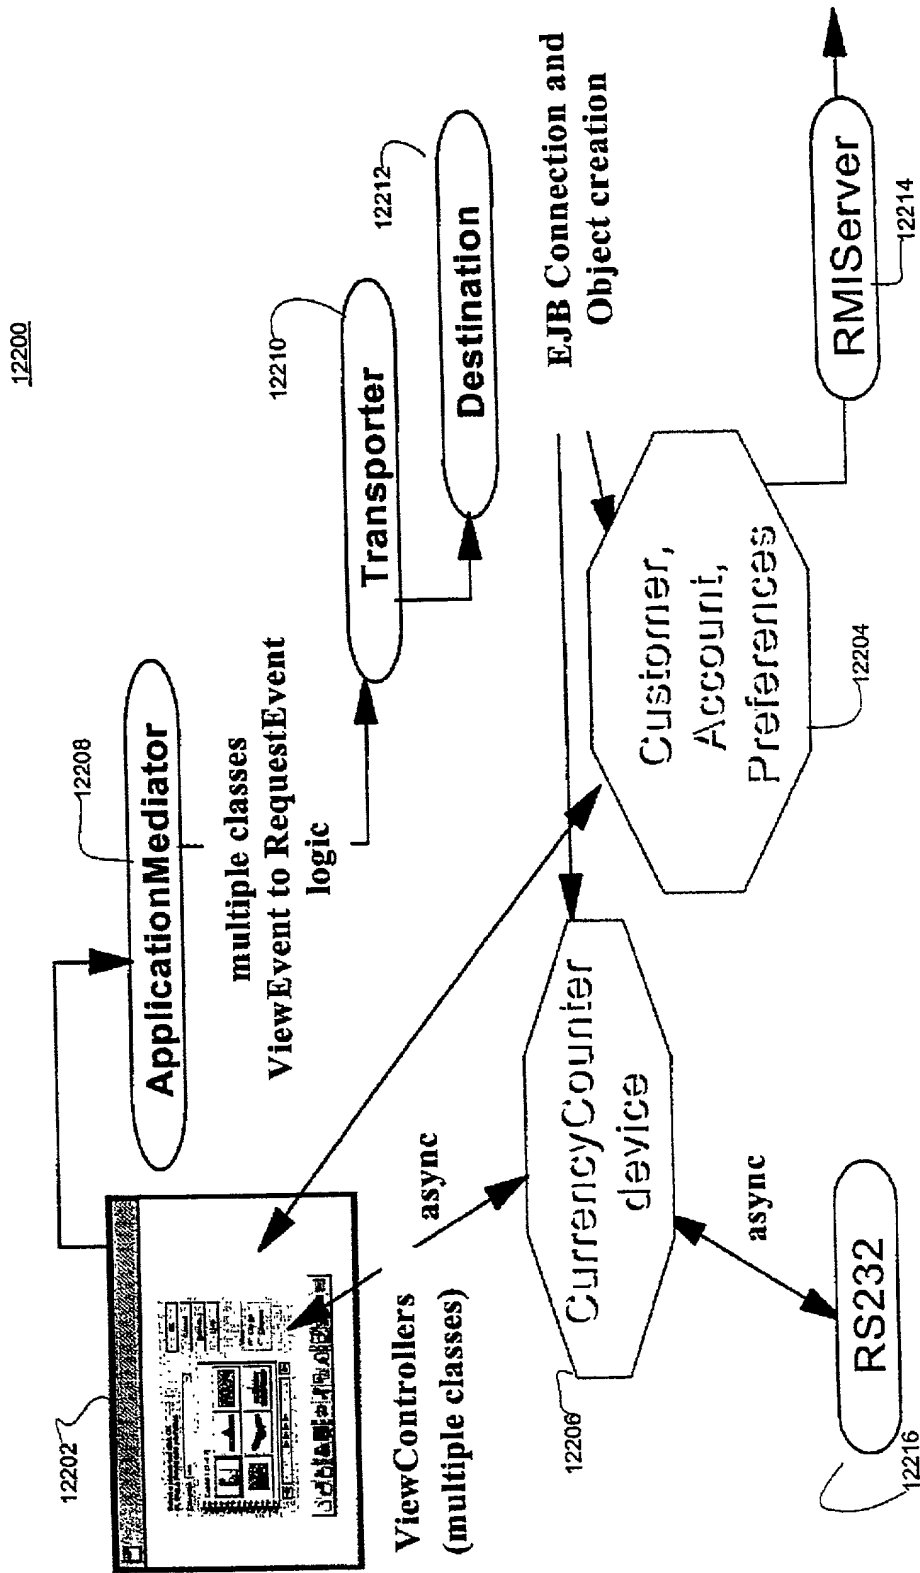 12200
12202
ViewControllers
(multiple classes)
async
ApplicationMediator
12208
multiple classes
ViewEvent to RequestEvent
logic
Transporter
12210
Destination
12212
EJB Connection and
Object creation
CurrencyCounter
device
12206
Customer,
Account,
Preferences
12204
async
RS232
12216
RMIServer
12214